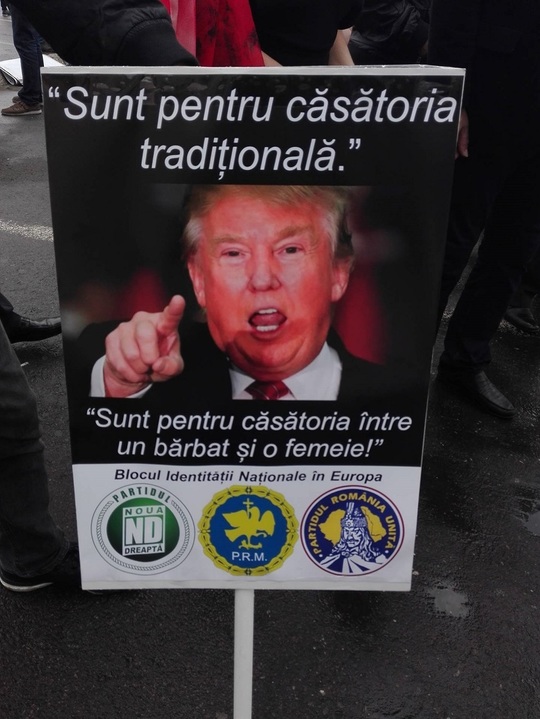 “Sunt pentru căsătoria
tradițională.”
“Sunt pentru căsătoria între
un bărbat și o femeie!”
Blocul Identității Naționale în Europa
PARTIDUL
NOUA
ND
DREAPTĂ
P.R.M.
PARTIDUL ROMÂNIA UNITĂ